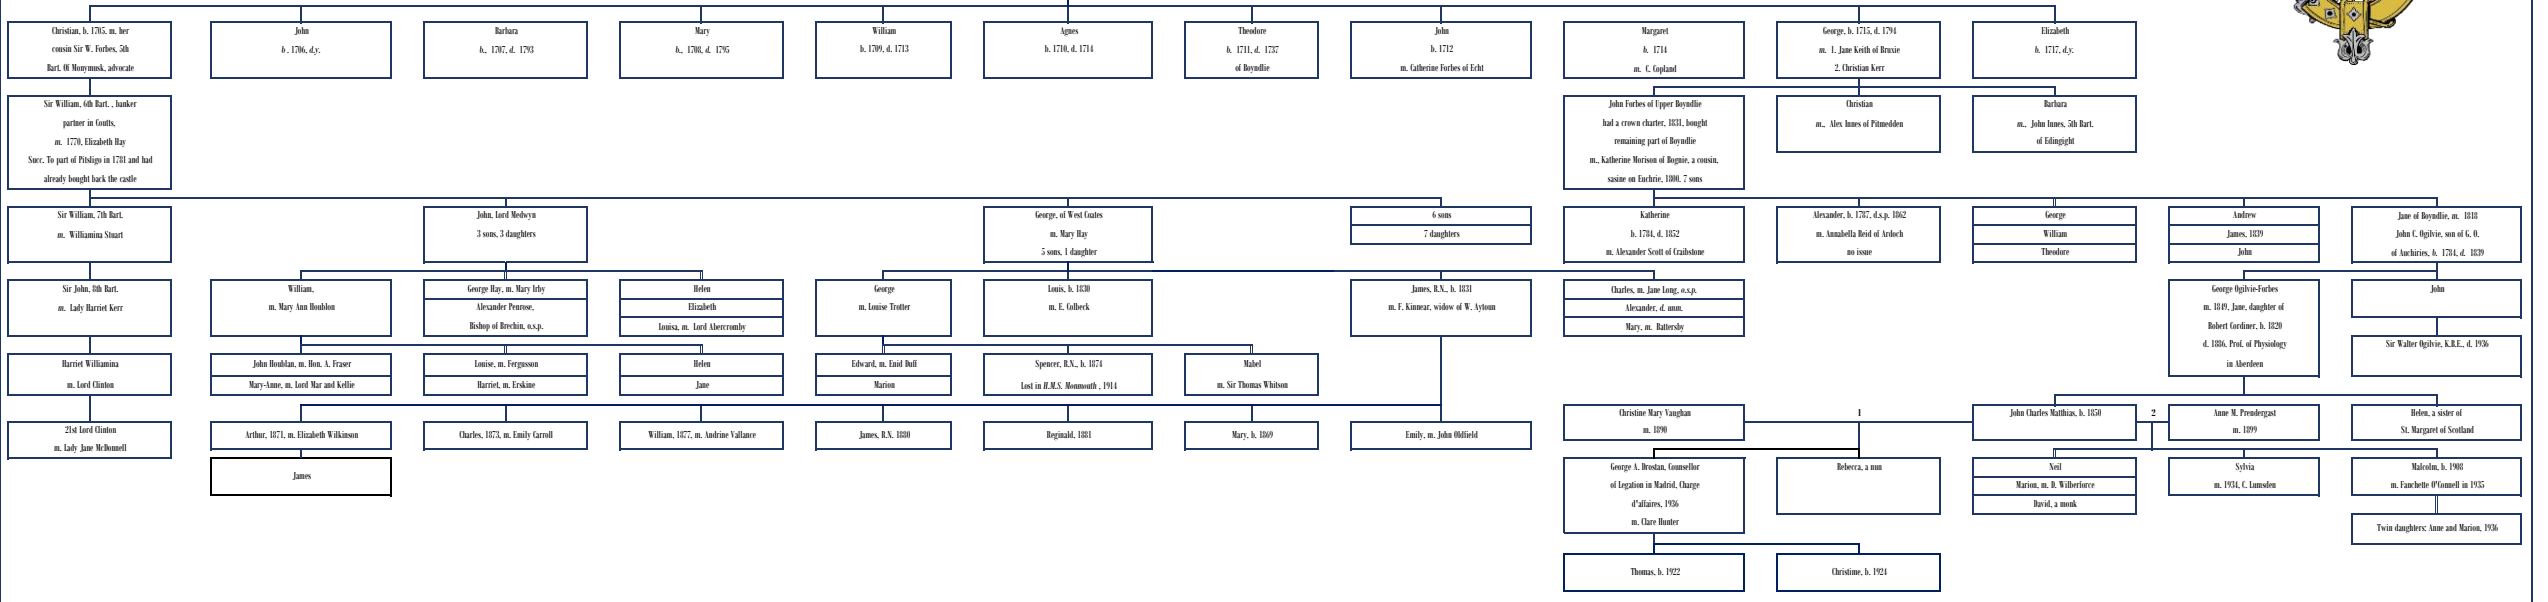 Christian, b. 1705. m. her
cousin Sir W. Forbes, 5th
Bart. Of Monymusk, advocate
John
b . 1706, d.y.
Barbara
b., 1707, d. 1793
Mary
b., 1708, d. 1795
William
b. 1709, d. 1713
Agnes
b. 1710, d. 1714
Theodore
b. 1711, d. 1737
of Boyndlie
John
b. 1712
m. Catherine Forbes of Echt
Margaret
b. 1714
m. C. Copland
George, b. 1715, d. 1794
m. 1. Jane Keith of Bruxie
2. Christian Kerr
Elizabeth
b. 1717, d.y.
Sir William, 6th Bart. , banker
partner in Coutts,
m. 1770, Elizabeth Hay
Succ. To part of Pitsligo in 1781 and had
already bought back the castle
John Forbes of Upper Boyndlie
had a crown charter, 1831, bought
remaining part of Boyndlie
m., Katherine Morison of Bognie, a cousin,
sasine on Euchrie, 1800. 7 sons
Christian
m., Alex Innes of Pitmedden
Barbara
m., John Innes, 5th Bart.
of Edingight
Sir William, 7th Bart.
m. Williamina Stuart
John, Lord Medwyn
3 sons, 3 daughters
George, of West Coates
m. Mary Hay
5 sons, 1 daughter
6 sons
7 daughters
Katherine
b. 1784, d. 1852
m. Alexander Scott of Craibstone
Alexander, b. 1787, d.s.p. 1862
m. Annabella Reid of Ardoch
no issue
George
William
Theodore
Andrew
James, 1839
John
Jane of Boyndlie, m. 1818
John C. Ogilvie, son of G. O.
of Auchiries, b. 1784, d. 1839
Sir John, 8th Bart.
m. Lady Harriet Kerr
William,
m. Mary Ann Houblon
George Hay, m. Mary Irby
Alexander Penrose,
Bishop of Brechin, o.s.p.
Helen
Elizabeth
Louisa, m. Lord Abercromby
George
m. Louise Trotter
Louis, b. 1830
m. E. Colbeck
James, R.N., b. 1831
m. F. Kinnear, widow of W. Aytoun
Charles, m. Jane Long, o.s.p.
Alexander, d. unm.
Mary, m. Battersby
George Ogilvie-Forbes
m. 1849, Jane, daughter of
Robert Cordiner, b. 1820
d. 1886. Prof. of Physiology
in Aberdeen
John
Sir Walter Ogilvie, K.B.E., d. 1936
Harriet Williamina
m. Lord Clinton
John Houblan, m. Hon. A. Fraser
Mary-Anne, m. Lord Mar and Kellie
Louise, m. Fergusson
Harriet, m. Erskine
Helen
Jane
Edward, m. Enid Duff
Marion
Spencer, R.N., b. 1874
Lost in H.M.S. Monmouth , 1914
Mabel
m. Sir Thomas Whitson
21st Lord Clinton
m. Lady Jane McDonnell
Arthur, 1871, m. Elizabeth Wilkinson
Charles, 1873, m. Emily Carroll
William, 1877, m. Andrine Vallance
James, R.N. 1880
Reginald, 1881
Mary, b. 1869
Emily, m. John Oldfield
Christine Mary Vaughan
m. 1890
1
John Charles Matthias, b. 1850
2
Anne M. Prendergast
m. 1899
Helen, a sister of
St. Margaret of Scotland
James
George A. Drostan, Counsellor
of Legation in Madrid, Charge
d'affaires, 1936
m. Clare Hunter
Rebecca, a nun
Neil
Marion, m. D. Wilberforce
David, a monk
Sylvia
m. 1934, C. Lumsden
Malcolm, b. 1908
m. Fanchette O'Connell in 1935
Twin daughters: Anne and Marion, 1936
Thomas, b. 1922
Christime, b. 1924